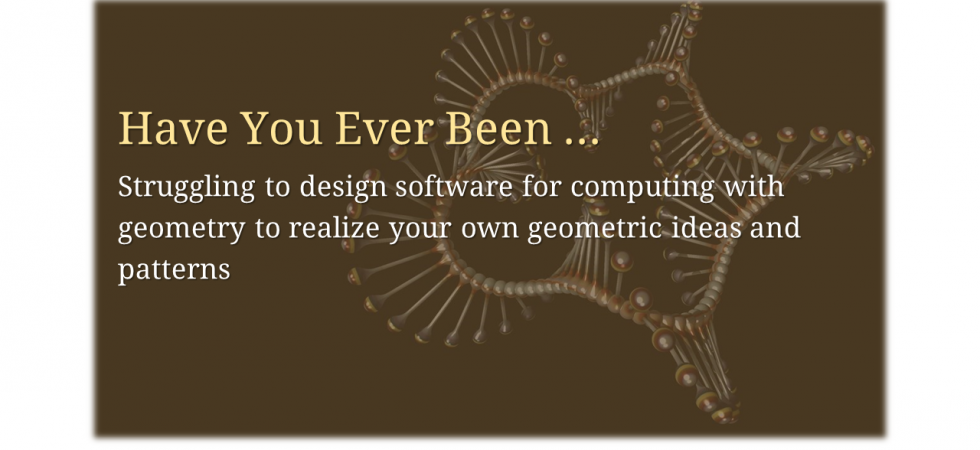 Have You Ever Been ...
Struggling to design software for computing with
geometry to realize your own geometric ideas and
patterns